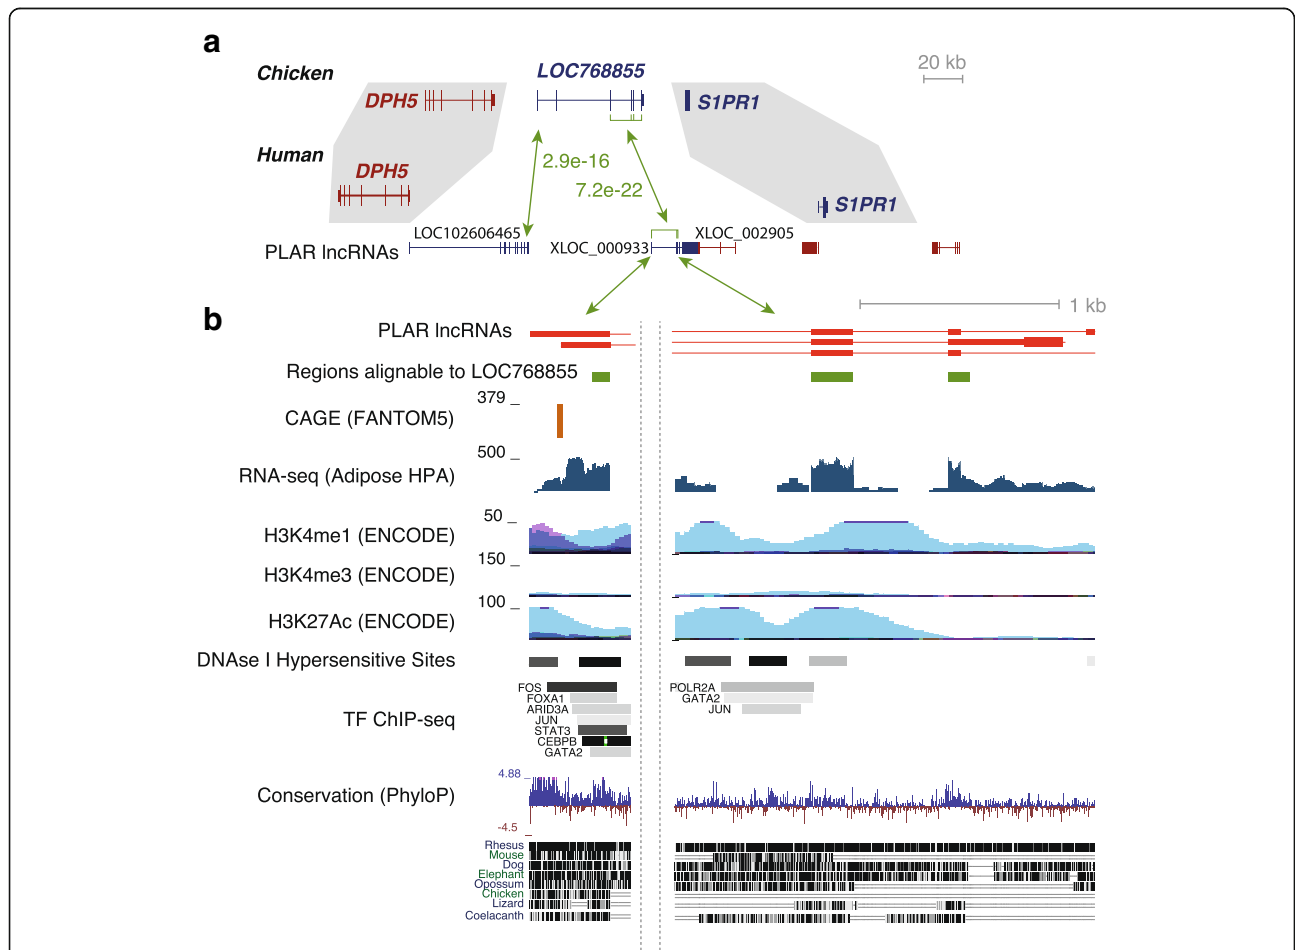 a
Chicken
LOC768855
20 kb
DPH5
S1PR1
Human
DPH5
2.9e-16
7.2e-22
S1PR1
LOC102606465
XLOC_002905
PLAR lncRNAs
XLOC_000933
b
1 kb
PLAR lncRNAs
Regions alignable to LOC768855
379
CAGE (FANTOM5)
500
RNA-seq (Adipose HPA)
50
H3K4me1 (ENCODE)
150
H3K4me3 (ENCODE)
100
H3K27Ac (ENCODE)
DNAse I Hypersensitive Sites
FOS
POLR2A
FOXA1
GATA2
ARID3A
JUN
JUN
TF ChIP-seq
STAT3
CEBPB
GATA2
4.88
Conservation (PhyloP)
-4.5
Rhesus
Mouse
Dog
Elephant
Opossum
Chicken
Lizard
Coelacanth